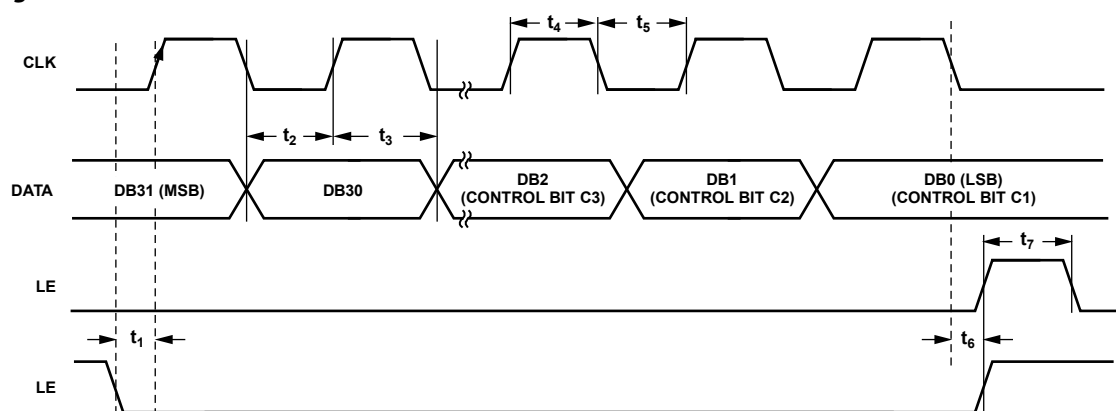 t4
t5
CLK
t2
t3
DATA
DB31 (MSB)
DB30
DB2
(CONTROL BIT C3)
DB1
(CONTROL BIT C2)
DB0 (LSB)
(CONTROL BIT C1)
t7
LE
t1
t6
LE